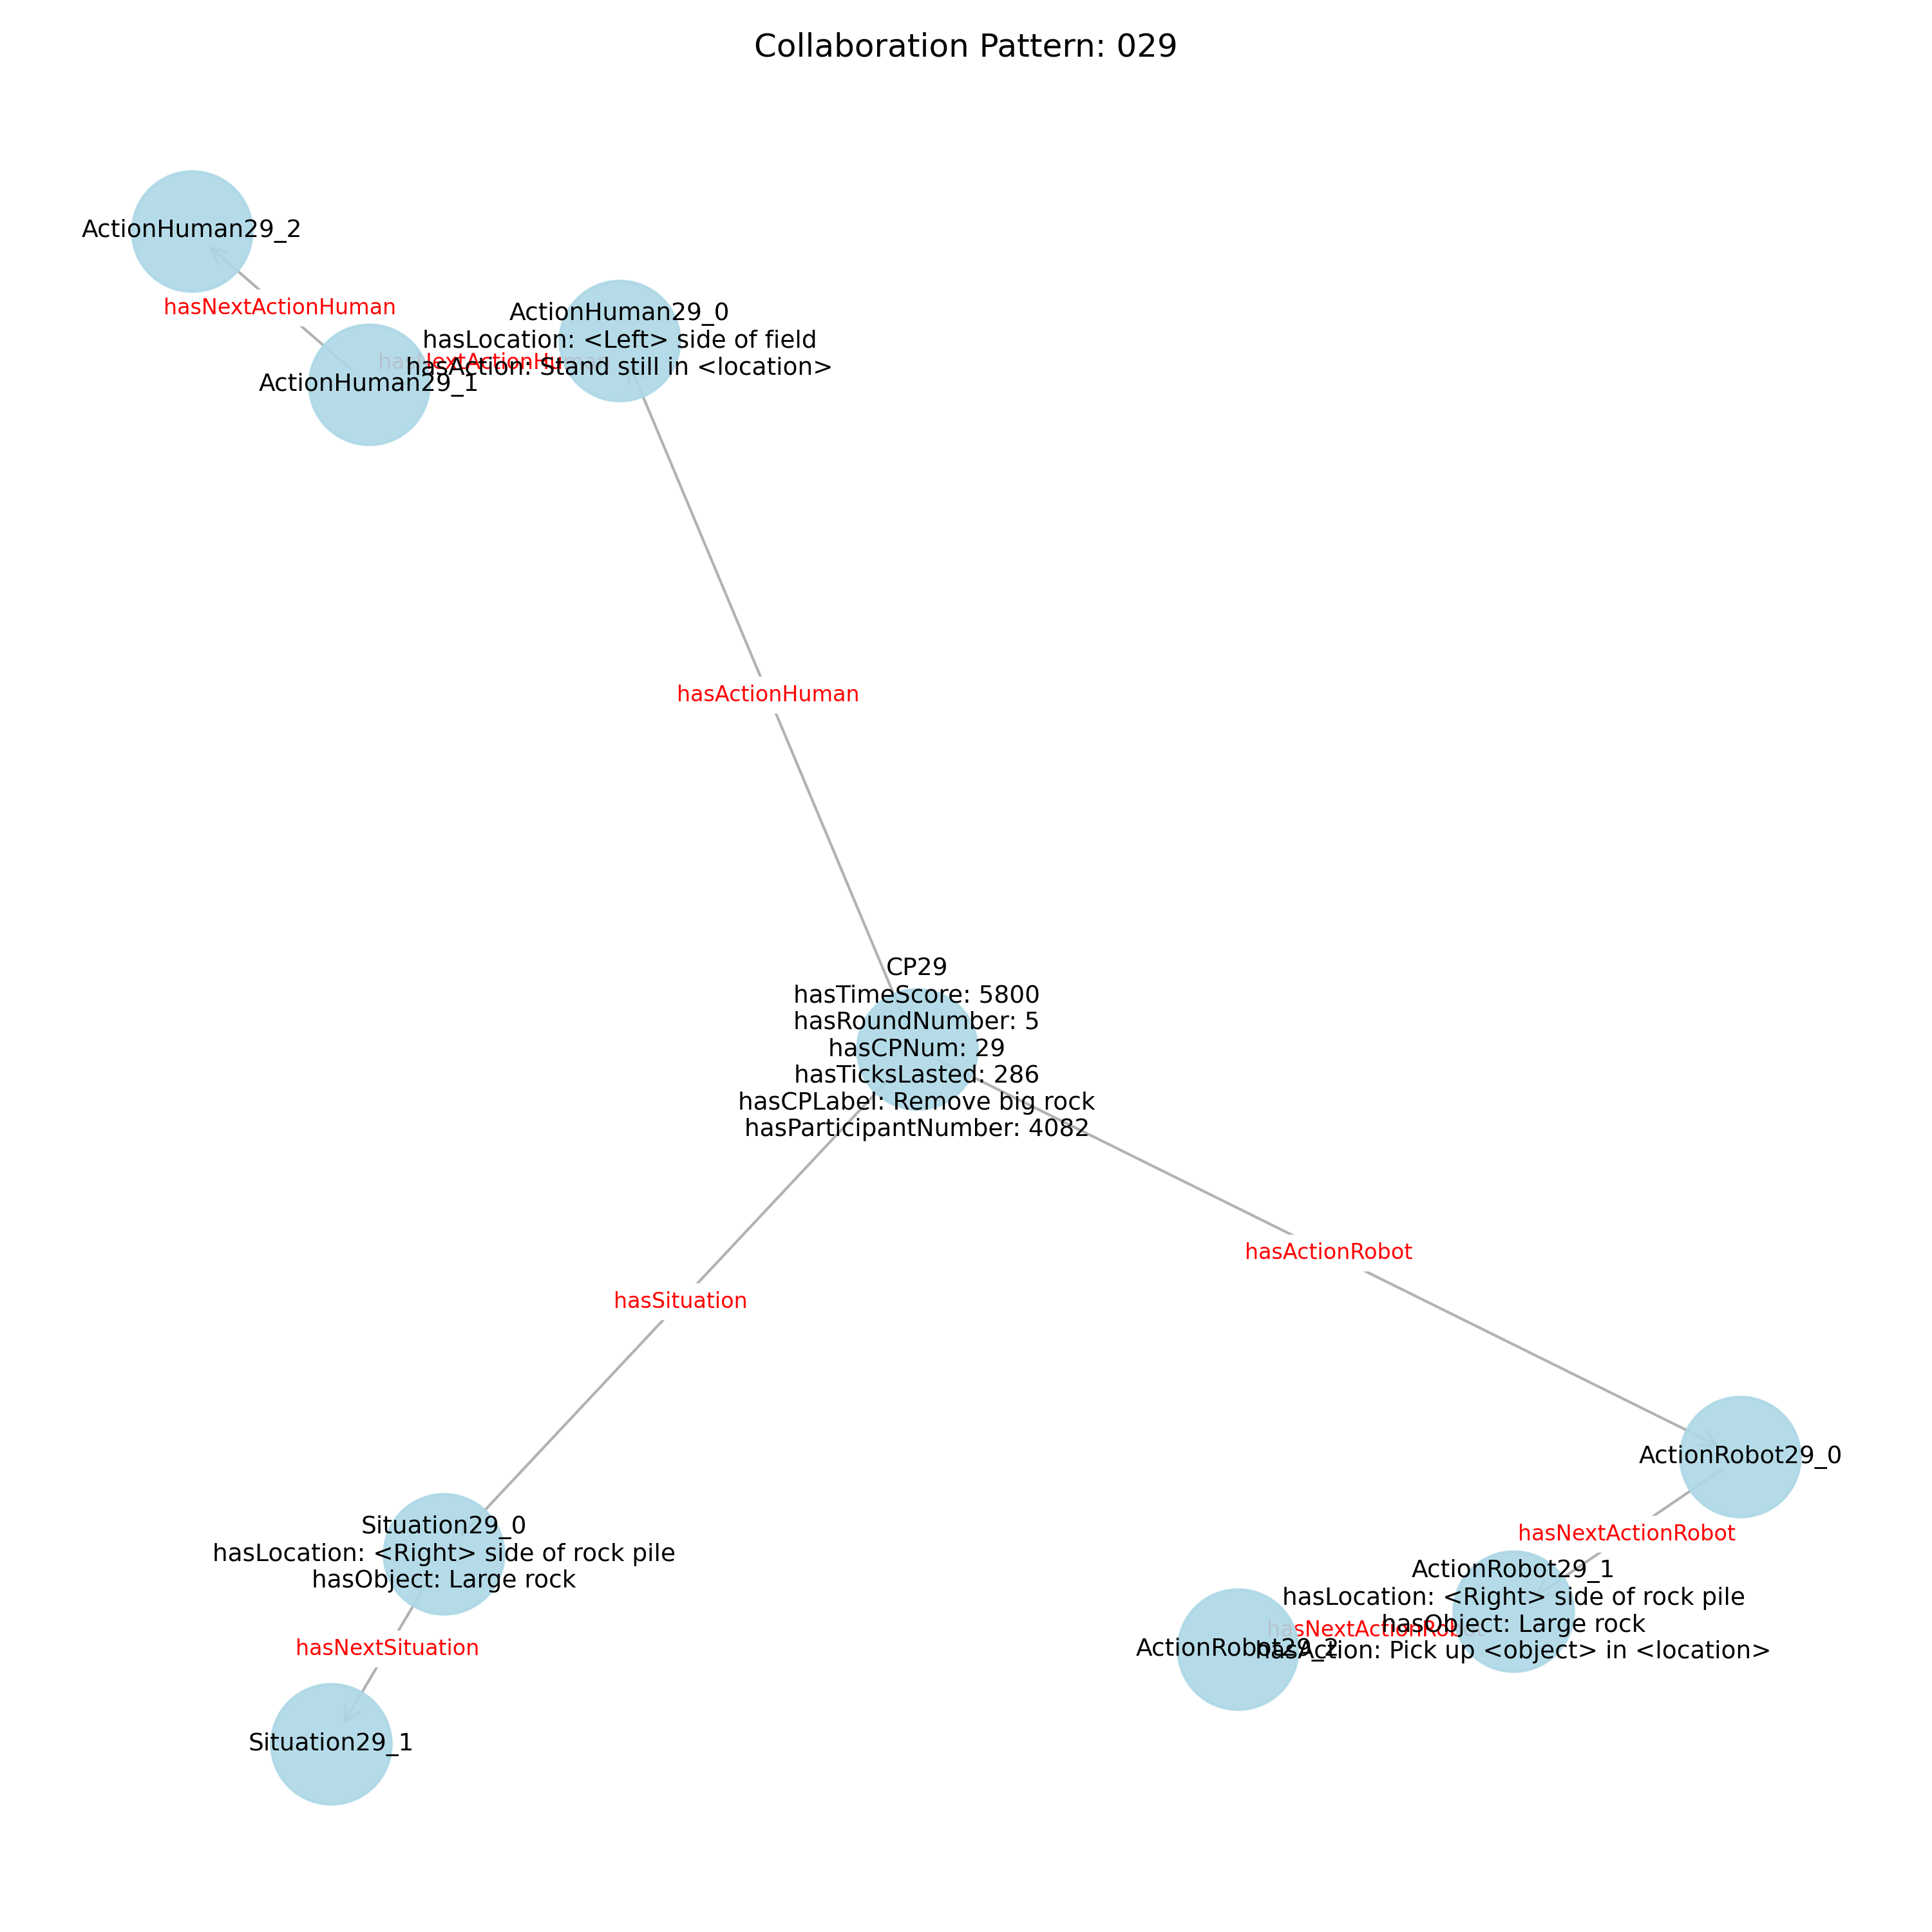 Collaboration Pattern: 029
ActionHuman29_2
hasNextActionHuman
ActionHuman29_0
hasLocation: <Left> side of field
hasAction: Stand still in <location>
hasNextActionHuman
ActionHuman29_1
hasActionHuman
CP29
hasTimeScore: 5800
hasRoundNumber: 5
hasCPNum: 29
hasTicksLasted: 286
hasCPLabel: Remove big rock
hasParticipantNumber: 4082
hasActionRobot
hasSituation
ActionRobot29_0
hasNextActionRobot
Situation29_0
hasLocation: <Right> side of rock pile
hasObject: Large rock
ActionRobot29_1
hasLocation: <Right> side of rock pile
hasObject: Large rock
hasAction: Pick up <object> in <location>
hasNextActionRobot
ActionRobot29_2
hasNextSituation
Situation29_1